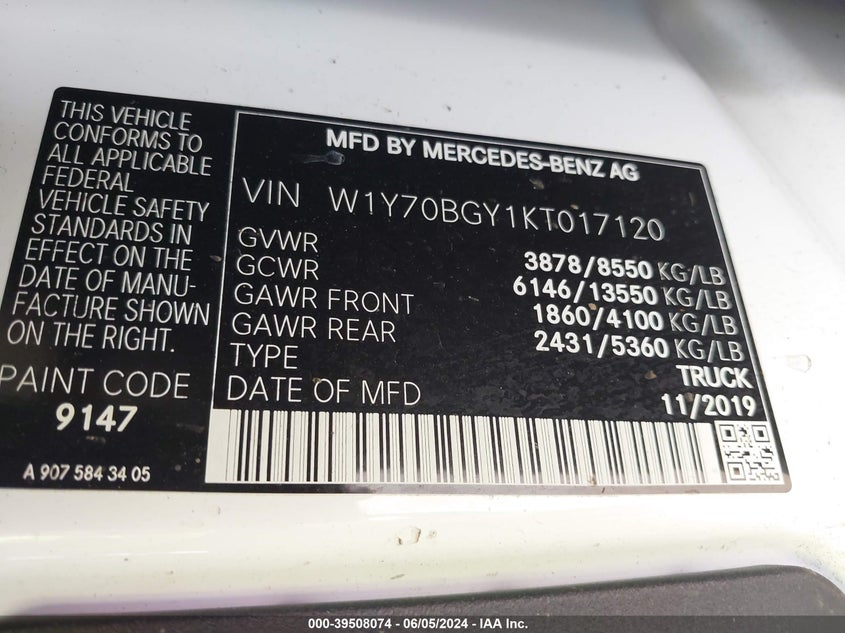 THIS VEHICLE
CONFORMS TO
ALL APPLICABLE
FEDERAL
VEHICLE SAFETY
STANDARDS IN
EFFECT ON THE
DATE OF MANU-
FACTURE SHOWN
ON THE RIGHT.
PAINT CODE
9147
A 907 584 34 05
MFD BY MERCEDES-BENZ AG
VIN W1Y70BGY1KT017120
GVWR 3878/8550 KG/LB
GCWR 6146/13550 KG/LB
GAWR FRONT 1860/4100 KG/LB
GAWR REAR 2431/5360 KG/LB
TYPE TRUCK
DATE OF MFD 11/2019
000-39508074 - 06/05/2024 - IAA Inc.